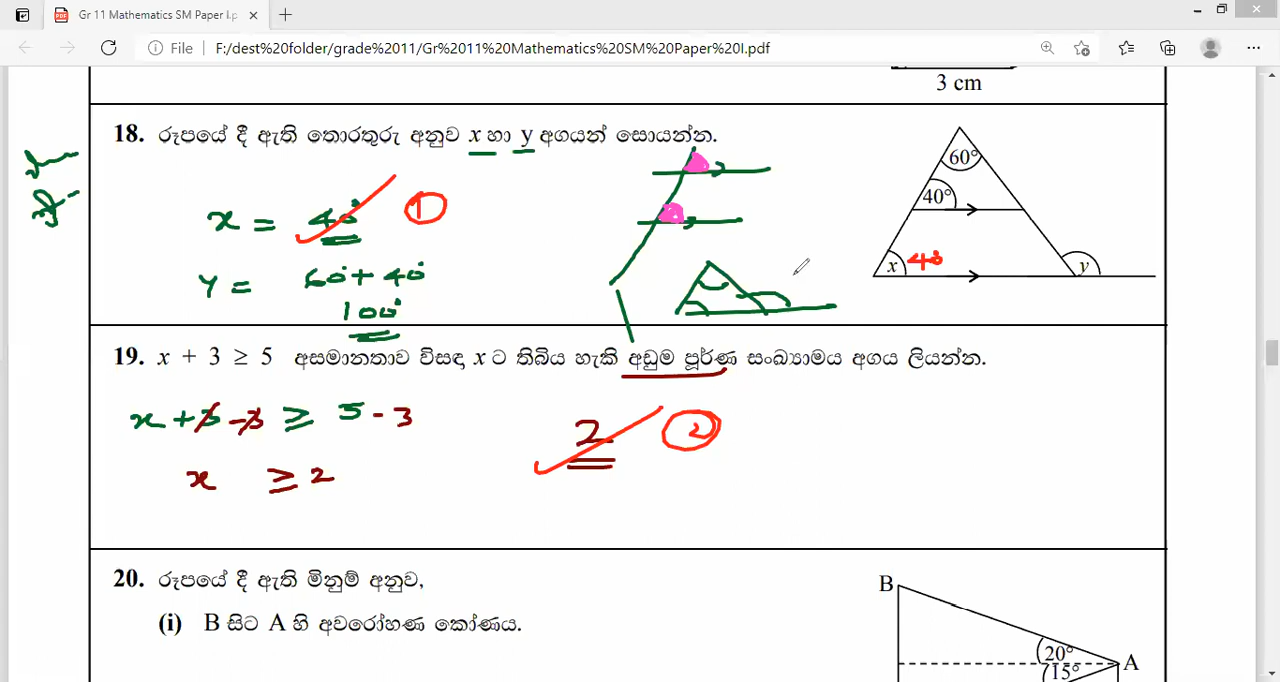 Gr 11 Mathematics SM Paper I.p
File F:/dest%20folder/grade%2011/Gr%2011%20Mathematics%20SM%20Paper%20I.pdf
3 cm
18. රූපයේ දී ඇති තොරතුරු අනුව x හා y අගයන් සොයන්න.
60°
40°
x 40°
y
x = 40° 1
y = 60° + 40°
100°
19. x + 3 ≥ 5 අසමානතාව විසඳා x ට තිබිය හැකි අඩුම පූර්ණ සංඛ්‍යාමය අගය ලියන්න.
x + 3 - 3 ≥ 5 - 3
2 2
x ≥ 2
20. රූපයේ දී ඇති මිනුම් අනුව,
(i) B සිට A හි අවරෝහණ කෝණය.
B
20° A
15°